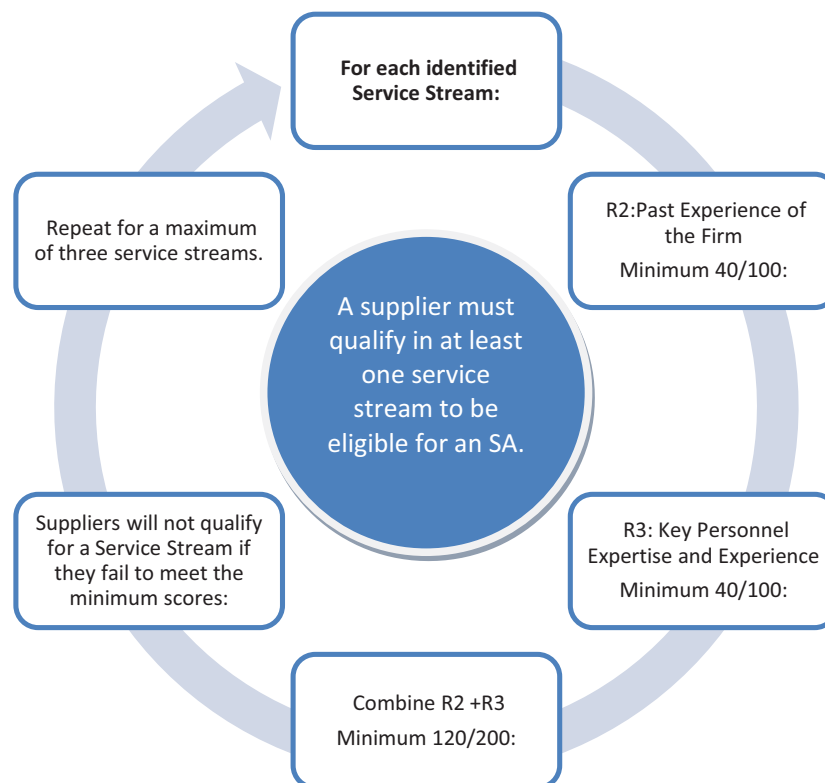 For each identified
Service Stream:
R2:Past Experience of
the Firm
Minimum 40/100:
R3: Key Personnel
Expertise and Experience
Minimum 40/100:
Combine R2 +R3
Minimum 120/200:
Suppliers will not qualify
for a Service Stream if
they fail to meet the
minimum scores:
Repeat for a maximum
of three service streams.
A supplier must
qualify in at least
one service
stream to be
eligible for an SA.